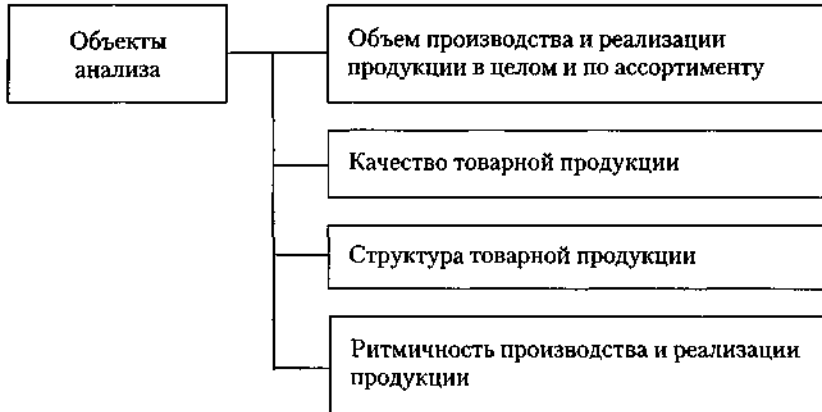 Объекты
анализа
Объем производства и реализации
продукции в целом и по ассортименту
Качество товарной продукции
Структура товарной продукции
Ритмичность производства и реализации
продукции